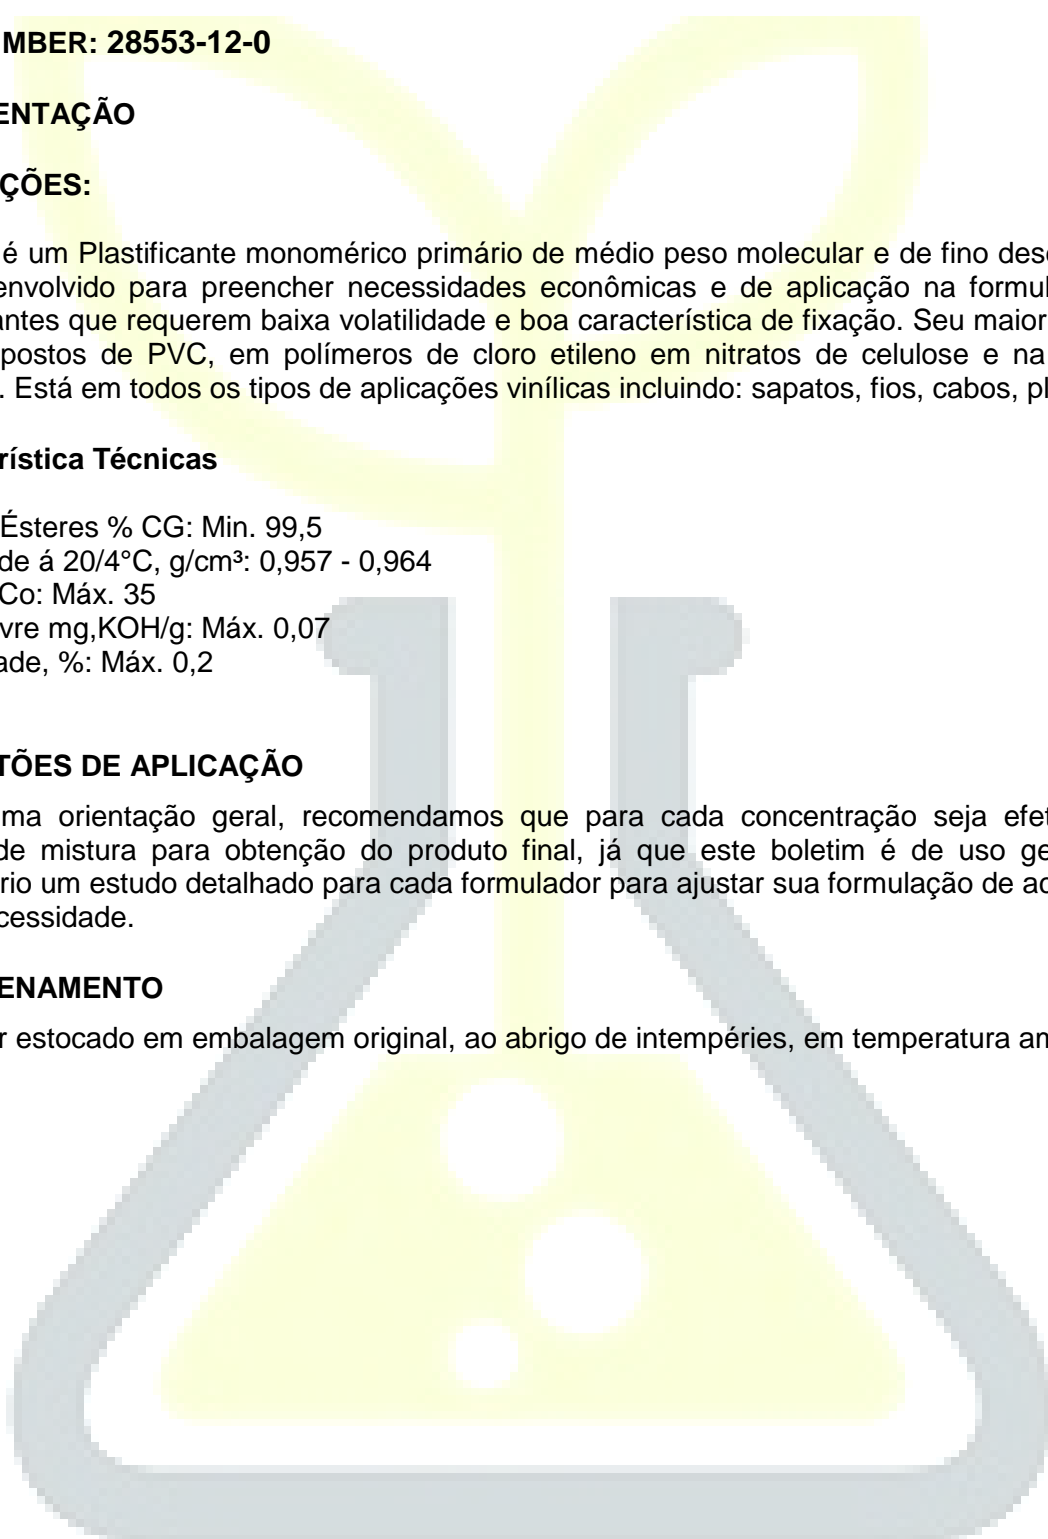 MBER: 28553-12-0
ENTAÇÃO
ÇÕES:
é um Plastificante monomérico primário de médio peso molecular e de fino dese
envolvido para preencher necessidades econômicas e de aplicação na formul
antes que requerem baixa volatilidade e boa característica de fixação. Seu maior
postos de PVC, em polímeros de cloro etileno em nitratos de celulose e na
. Está em todos os tipos de aplicações vinílicas incluindo: sapatos, fios, cabos, pl
rística Técnicas
Ésteres % CG: Min. 99,5
de á 20/4°C, g/cm³: 0,957 - 0,964
Co: Máx. 35
vre mg,KOH/g: Máx. 0,07
ade, %: Máx. 0,2
TÕES DE APLICAÇÃO
ma orientação geral, recomendamos que para cada concentração seja efet
de mistura para obtenção do produto final, já que este boletim é de uso ge
rio um estudo detalhado para cada formulador para ajustar sua formulação de ac
cessidade.
ENAMENTO
r estocado em embalagem original, ao abrigo de intempéries, em temperatura am